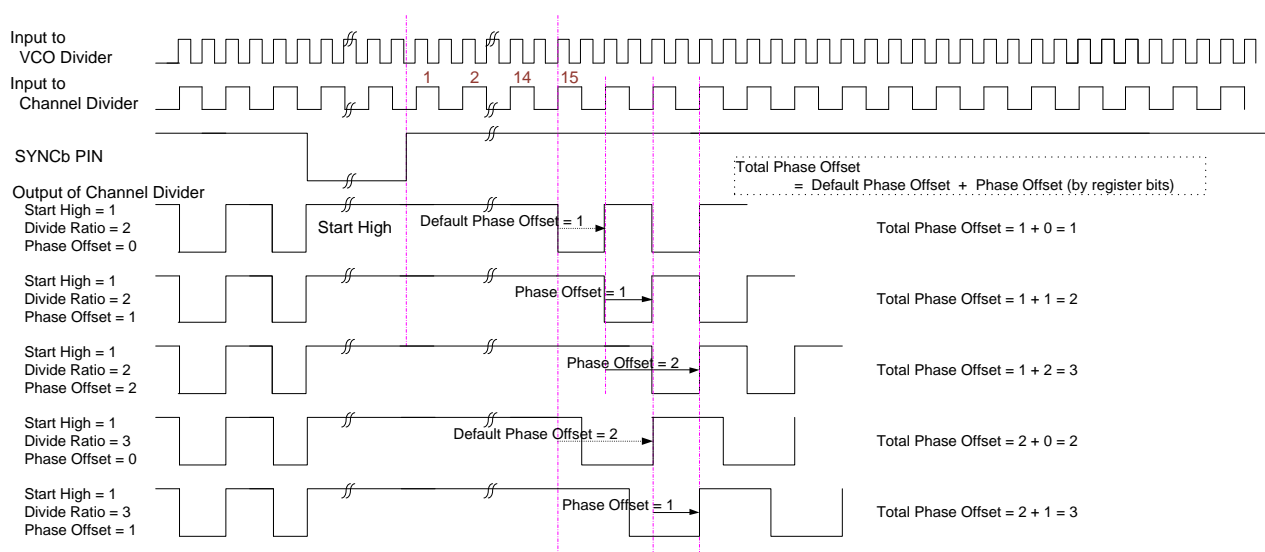 Input to
VCO Divider
Input to
Channel Divider
1 2 14 15
SYNCb PIN
Total Phase Offset
= Default Phase Offset + Phase Offset (by register bits)
Output of Channel Divider
Start High = 1
Divide Ratio = 2
Phase Offset = 0
Start High
Default Phase Offset = 1
Total Phase Offset = 1 + 0 = 1
Start High = 1
Divide Ratio = 2
Phase Offset = 1
Phase Offset = 1
Total Phase Offset = 1 + 1 = 2
Start High = 1
Divide Ratio = 2
Phase Offset = 2
Phase Offset = 2
Total Phase Offset = 1 + 2 = 3
Start High = 1
Divide Ratio = 3
Phase Offset = 0
Default Phase Offset = 2
Total Phase Offset = 2 + 0 = 2
Start High = 1
Divide Ratio = 3
Phase Offset = 1
Phase Offset = 1
Total Phase Offset = 2 + 1 = 3